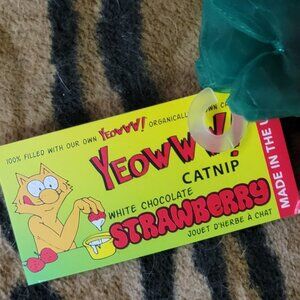 100% FILLED WITH OUR OWN YEOWWW! ORGANICALLY
YEOWWW!
CATNIP
WHITE CHOCOLATE
STRAWBERRY
JOUET D'HERBE À CHAT
MADE IN THE